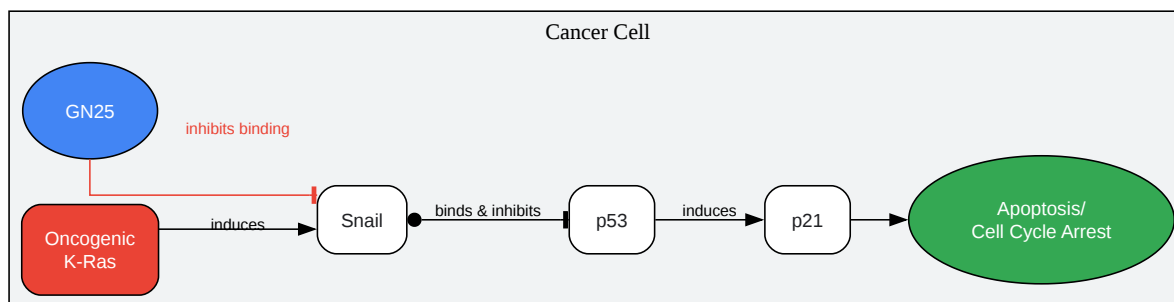 Cancer Cell
GN25
inhibits binding
Oncogenic
K-Ras
induces
Snail
binds & inhibits
p53
induces
p21
Apoptosis/
Cell Cycle Arrest